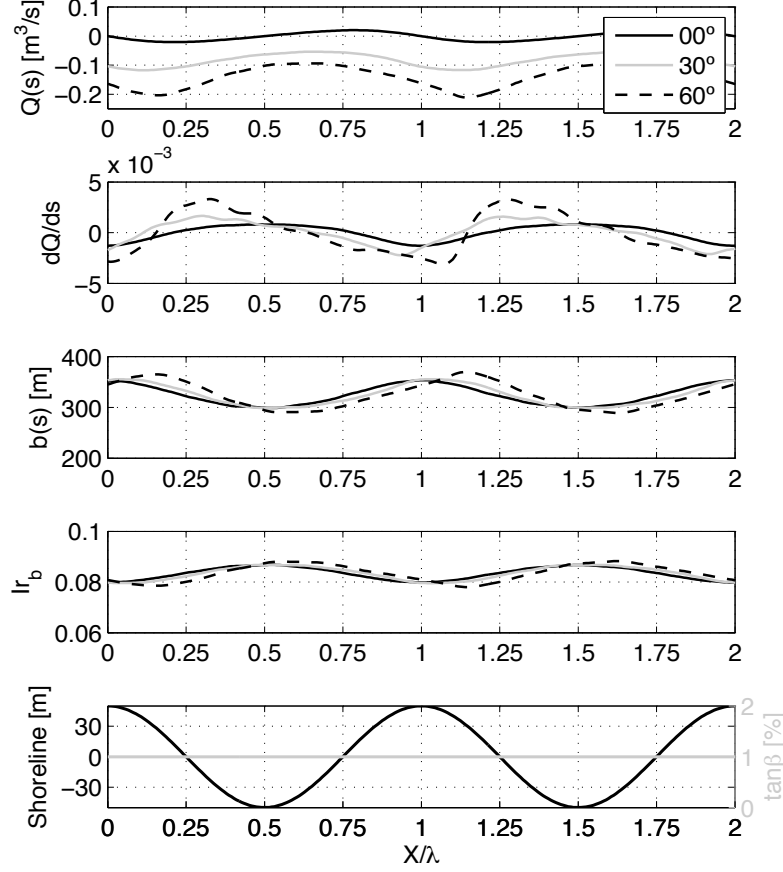 0.1
0
−0.1
−0.2
Q(s) [m³/s]
00º
30º
60º
0 0.25 0.5 0.75 1 1.25 1.5 1.75 2
x 10⁻³
5
0
−5
dQ/ds
0 0.25 0.5 0.75 1 1.25 1.5 1.75 2
400
300
200
b(s) [m]
0 0.25 0.5 0.75 1 1.25 1.5 1.75 2
0.1
0.08
0.06
Ir_b
0 0.25 0.5 0.75 1 1.25 1.5 1.75 2
30
0
−30
Shoreline [m]
2
1
0
tanβ [%]
0 0.25 0.5 0.75 1 1.25 1.5 1.75 2
X/λ